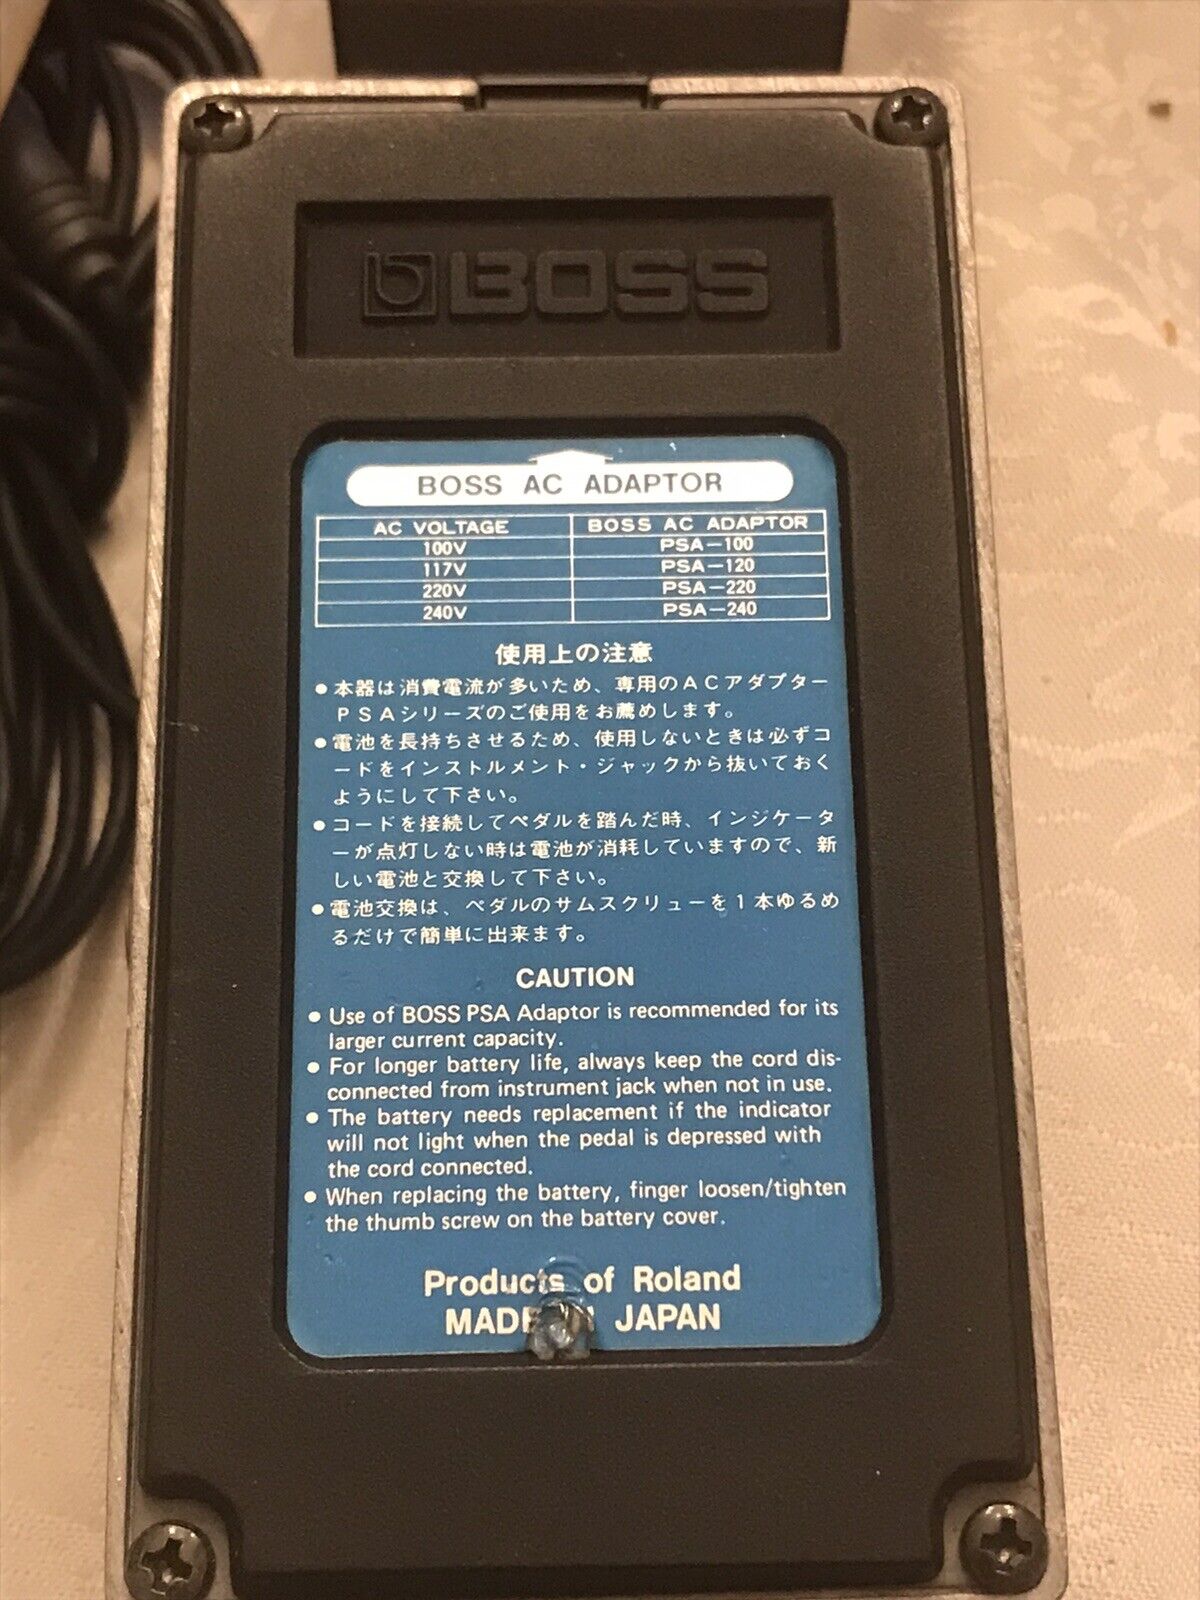 BOSS
BOSS AC ADAPTOR
AC VOLTAGE BOSS AC ADAPTOR
100V PSA-100
117V PSA-120
220V PSA-220
240V PSA-240
使用上の注意
● 本器は消費電流が多いため、専用のACアダプター
PSAシリーズのご使用をお薦めします。
● 電池を長持ちさせるため、使用しないときは必ずコ
ードをインストルメント・ジャックから抜いておく
ようにして下さい。
● コードを接続してペダルを踏んだ時、インジケータ
ーが点灯しない時は電池が消耗していますので、新
しい電池と交換して下さい。
● 電池交換は、ペダルのサムスクリューを1本ゆるめ
るだけで簡単に出来ます。
CAUTION
● Use of BOSS PSA Adaptor is recommended for its
larger current capacity.
● For longer battery life, always keep the cord dis-
connected from instrument jack when not in use.
● The battery needs replacement if the indicator
will not light when the pedal is depressed with
the cord connected.
● When replacing the battery, finger loosen/tighten
the thumb screw on the battery cover.
Products of Roland
MADE IN JAPAN